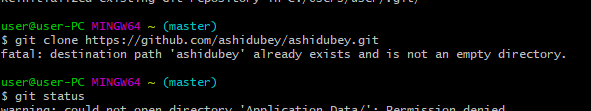 Reinitialized existing Git repository in C:/Users/user/.git/
user@user-PC MINGW64 ~ (master)
$ git clone https://github.com/ashidubey/ashidubey.git
fatal: destination path 'ashidubey' already exists and is not an empty directory.
user@user-PC MINGW64 ~ (master)
$ git status
warning: could not open directory 'Application Data/': Permission denied